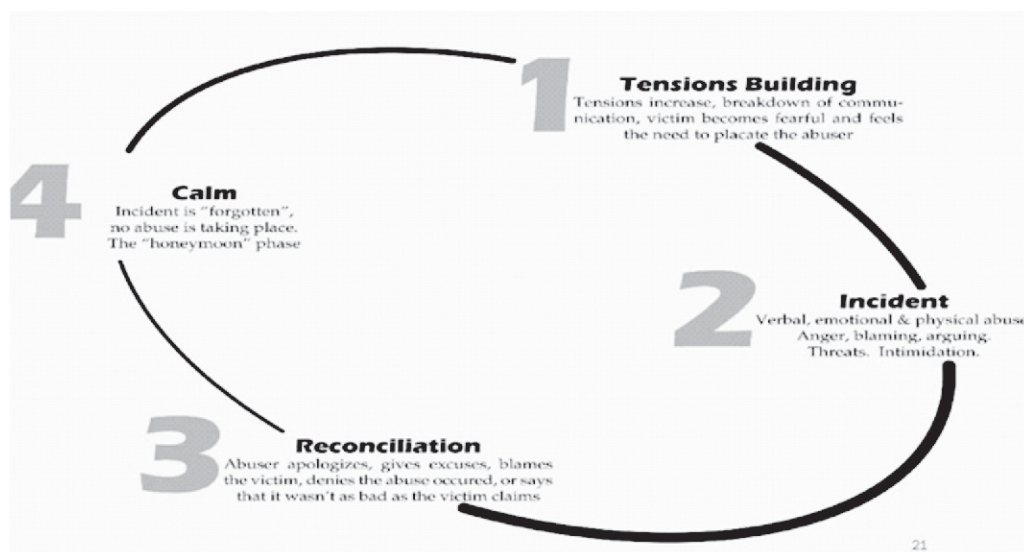 1
Tensions Building
Tensions increase, breakdown of commu-
nication, victim becomes fearful and feels
the need to placate the abuser
2
Incident
Verbal, emotional & physical abuse
Anger, blaming, arguing.
Threats. Intimidation.
3
Reconciliation
Abuser apologizes, gives excuses, blames
the victim, denies the abuse occured, or says
that it wasn't as bad as the victim claims
4
Calm
Incident is "forgotten",
no abuse is taking place.
The "honeymoon" phase
21